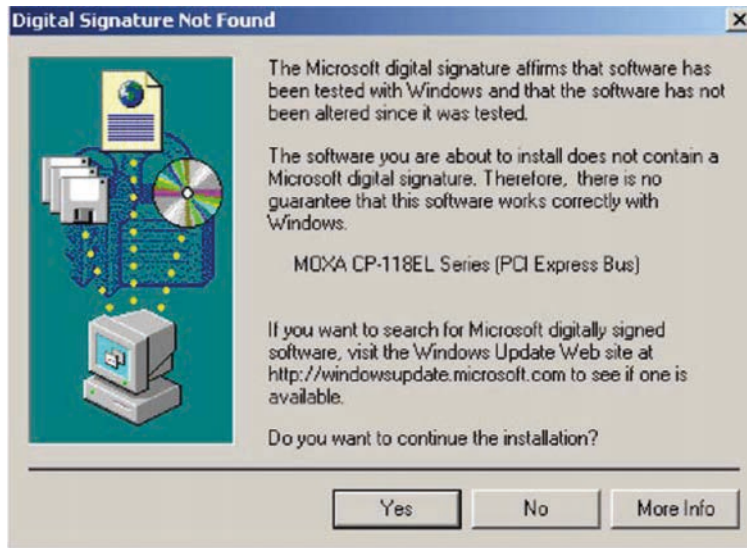 Digital Signature Not Found
The Microsoft digital signature affirms that software has
been tested with Windows and that the software has not
been altered since it was tested.
The software you are about to install does not contain a
Microsoft digital signature. Therefore, there is no
guarantee that this software works correctly with
Windows.
MOXA CP-118EL Series (PCI Express Bus)
If you want to search for Microsoft digitally signed
software, visit the Windows Update Web site at
http://windowsupdate.microsoft.com to see if one is
available.
Do you want to continue the installation?
Yes No More Info